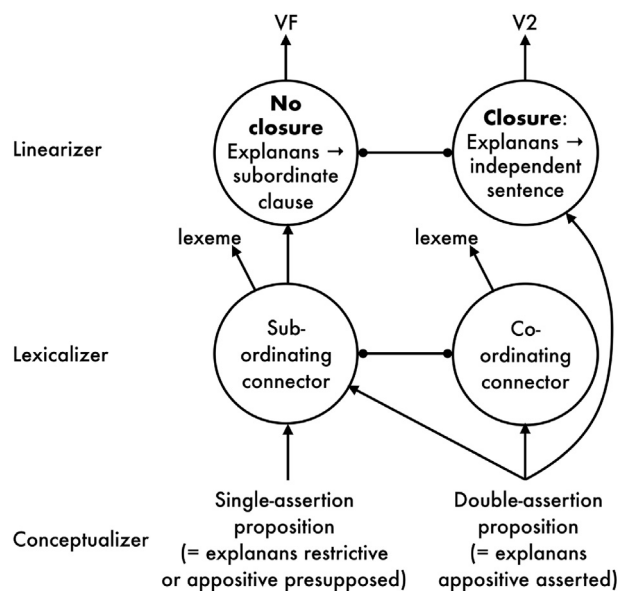 VF
V2
Linearizer
No
closure
Explanans →
subordinate
clause
Closure:
Explanans →
independent
sentence
lexeme
lexeme
Lexicalizer
Sub-
ordinating
connector
Co-
ordinating
connector
Conceptualizer
Single-assertion
proposition
(= explanans restrictive
or appositive presupposed)
Double-assertion
proposition
(= explanans
appositive asserted)